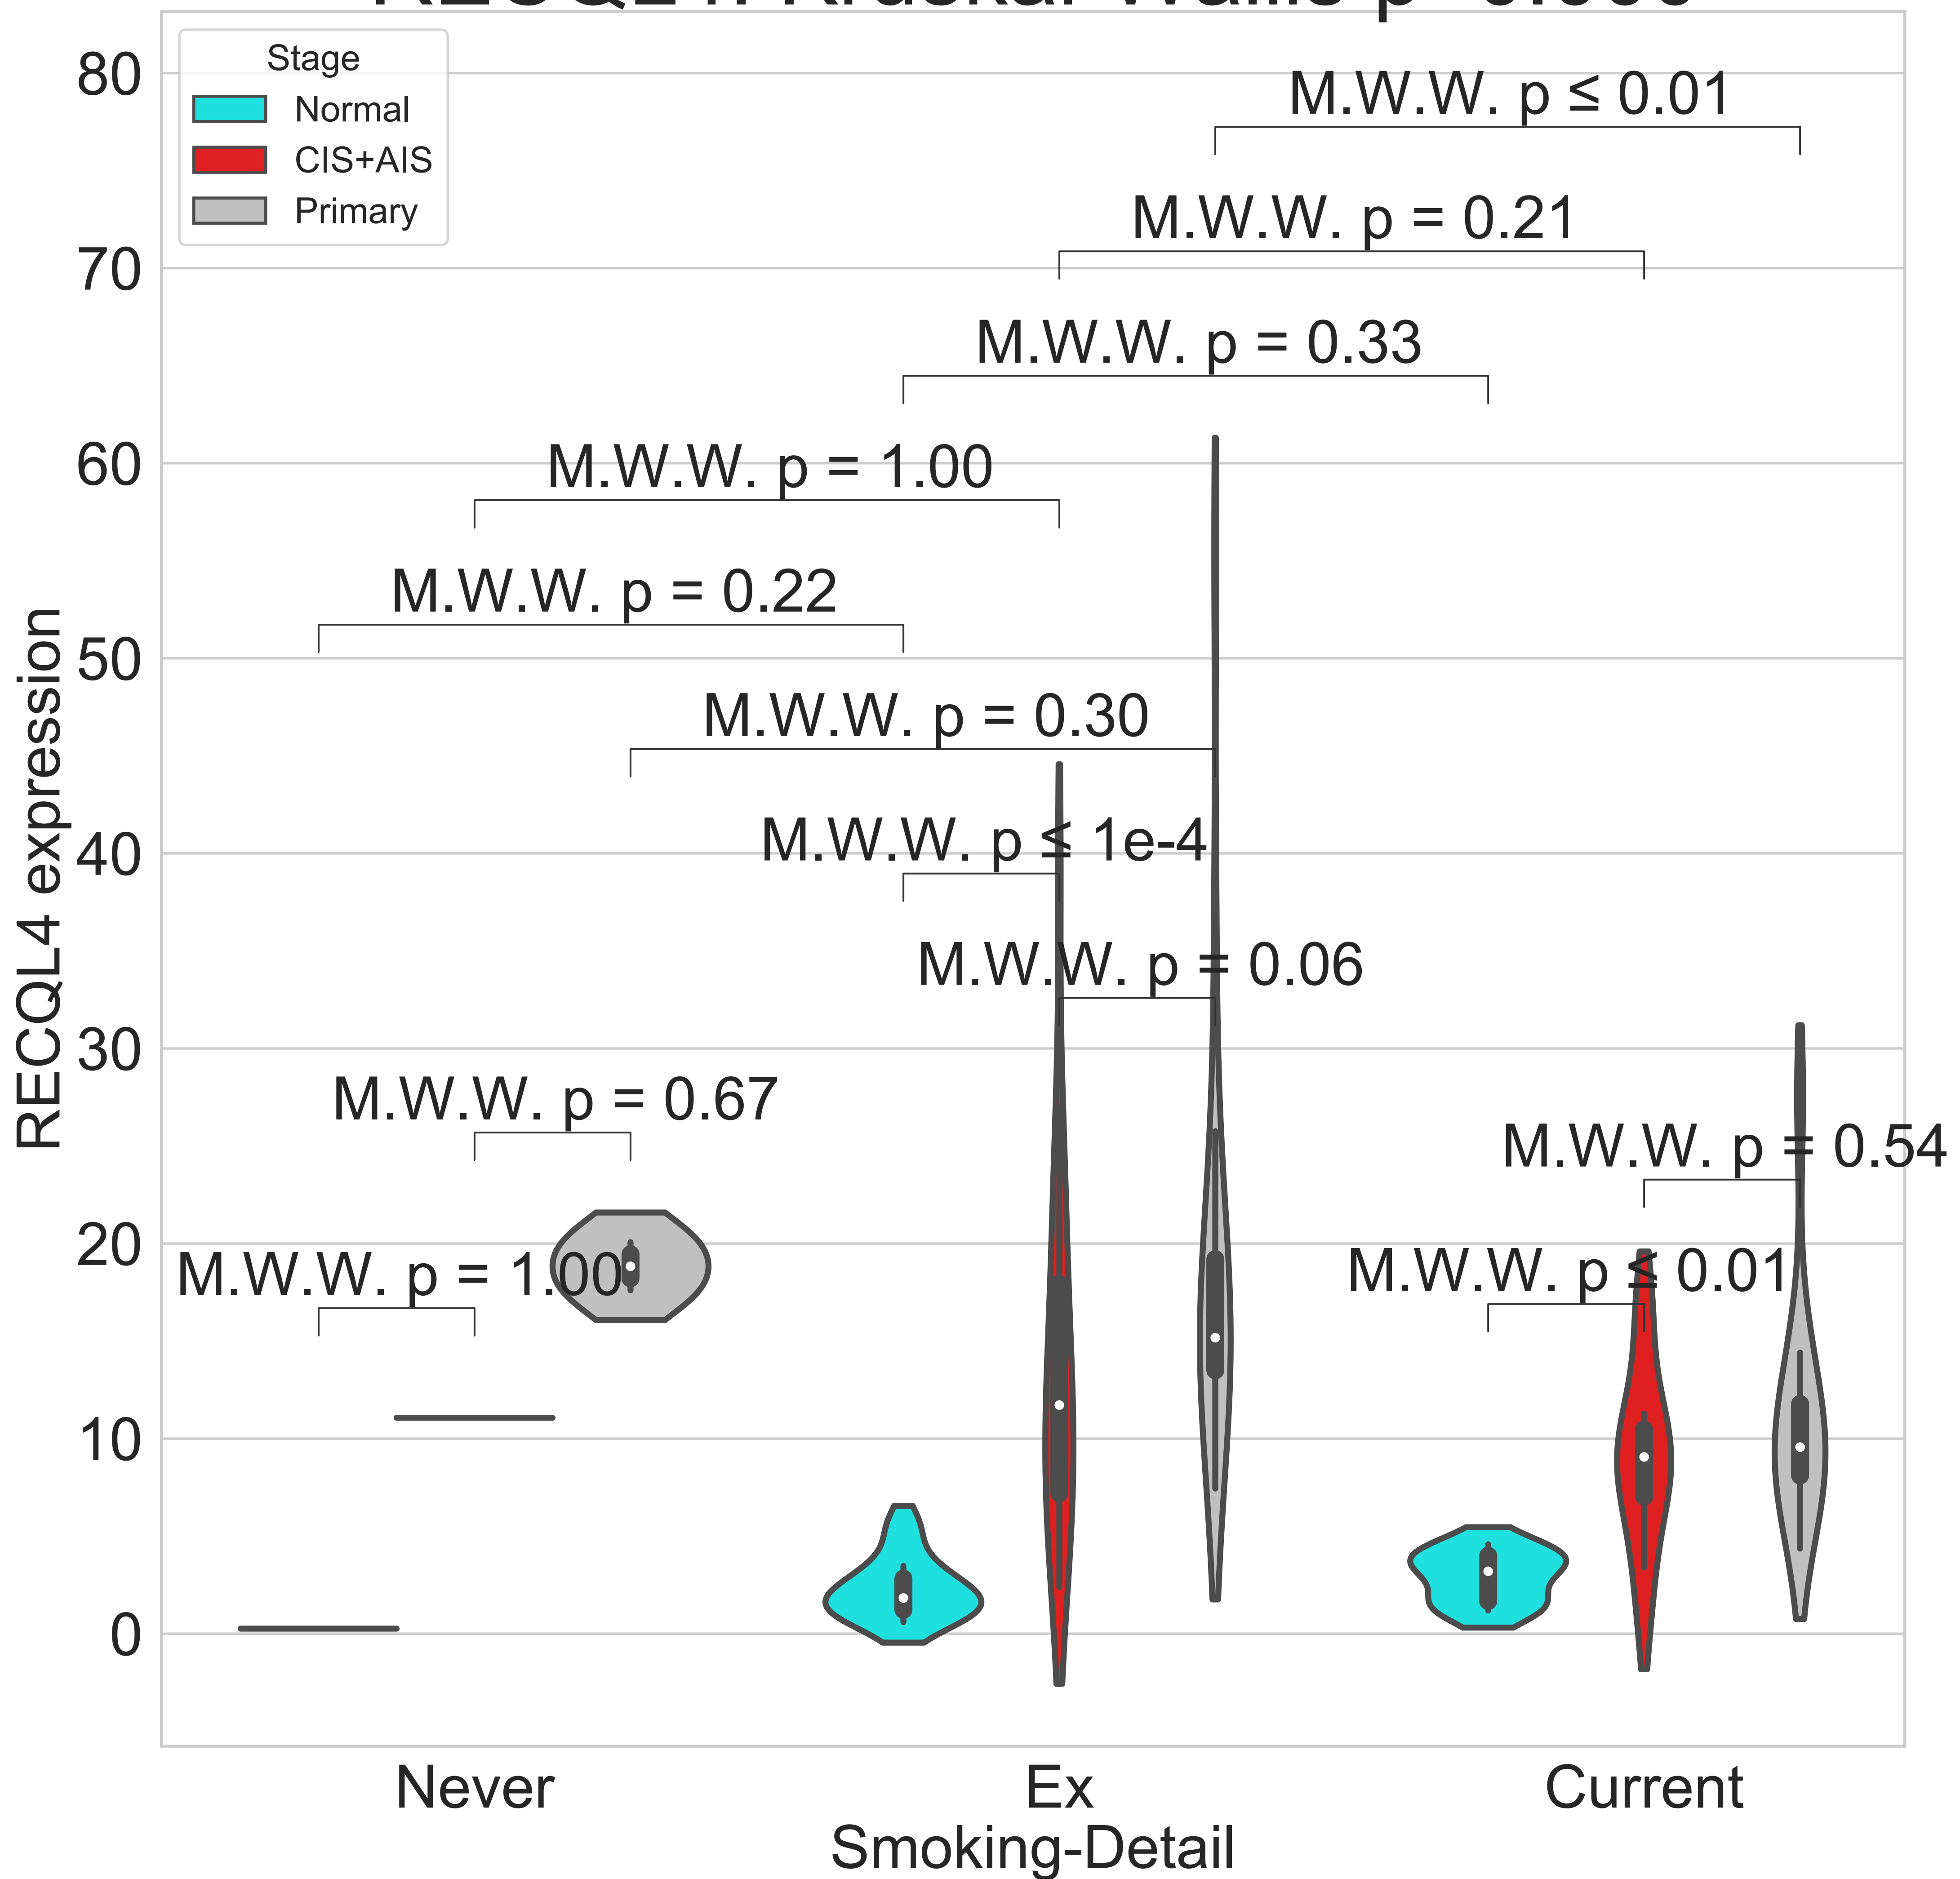 80
70
60
50
40
30
20
10
0
RECQL4 expression
Stage
Normal
CIS+AIS
Primary
M.W.W. p ≤ 0.01
M.W.W. p = 0.21
M.W.W. p = 0.33
M.W.W. p = 1.00
M.W.W. p = 0.22
M.W.W. p = 0.30
M.W.W. p ≤ 1e-4
M.W.W. p = 0.06
M.W.W. p = 0.67
M.W.W. p = 0.54
M.W.W. p = 1.00
M.W.W. p ≤ 0.01
Never
Ex
Current
Smoking-Detail